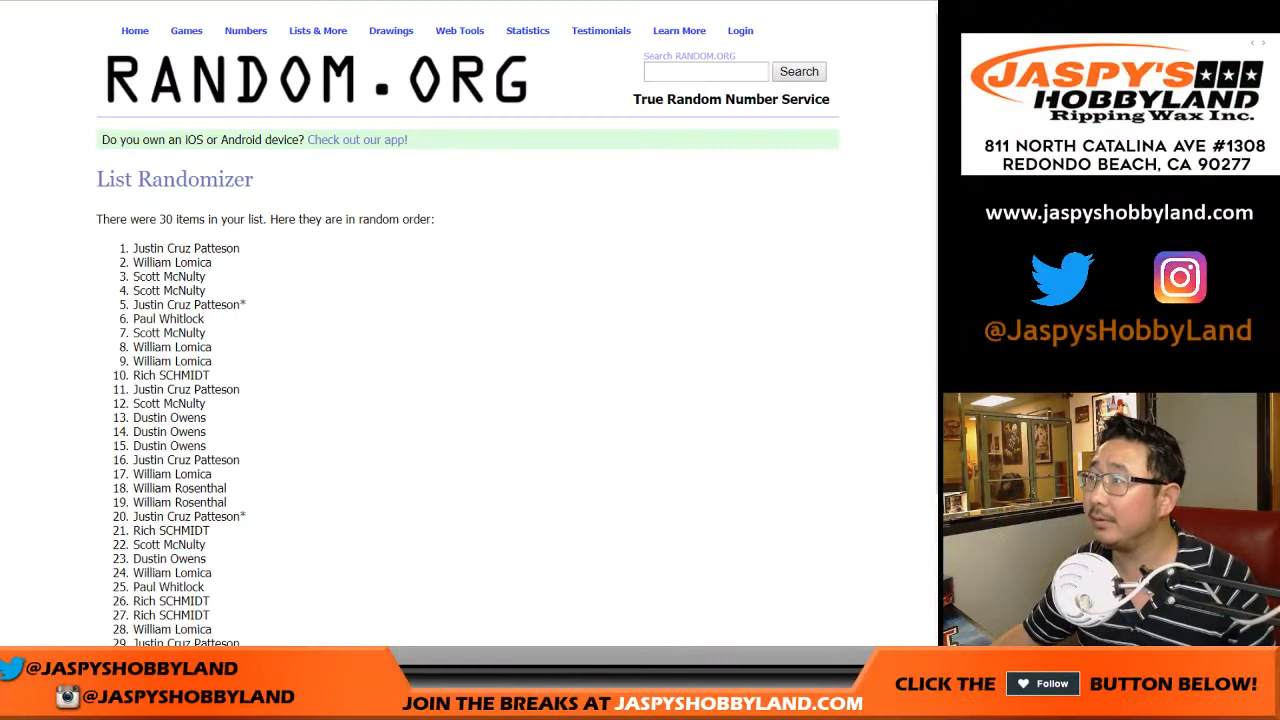 Home Games Numbers Lists & More Drawings Web Tools Statistics Testimonials Learn More Login
RANDOM.ORG
Search RANDOM.ORG
Search
True Random Number Service
Do you own an iOS or Android device? Check out our app!
List Randomizer
There were 30 items in your list. Here they are in random order:
1. Justin Cruz Patteson
2. William Lomica
3. Scott McNulty
4. Scott McNulty
5. Justin Cruz Patteson*
6. Paul Whitlock
7. Scott McNulty
8. William Lomica
9. William Lomica
10. Rich SCHMIDT
11. Justin Cruz Patteson
12. Scott McNulty
13. Dustin Owens
14. Dustin Owens
15. Dustin Owens
16. Justin Cruz Patteson
17. William Lomica
18. William Rosenthal
19. William Rosenthal
20. Justin Cruz Patteson*
21. Rich SCHMIDT
22. Scott McNulty
23. Dustin Owens
24. William Lomica
25. Paul Whitlock
26. Rich SCHMIDT
27. Rich SCHMIDT
28. William Lomica
29. Justin Cruz Patteson
JASPY'S
HOBBYLAND
Ripping Wax Inc.
811 NORTH CATALINA AVE #1308
REDONDO BEACH, CA 90277
www.jaspyshobbyland.com
@JaspysHobbyLand
@JASPYSHOBBYLAND
@JASPYSHOBBYLAND
JOIN THE BREAKS AT JASPYHOBBYLAND.COM
CLICK THE Follow BUTTON BELOW!